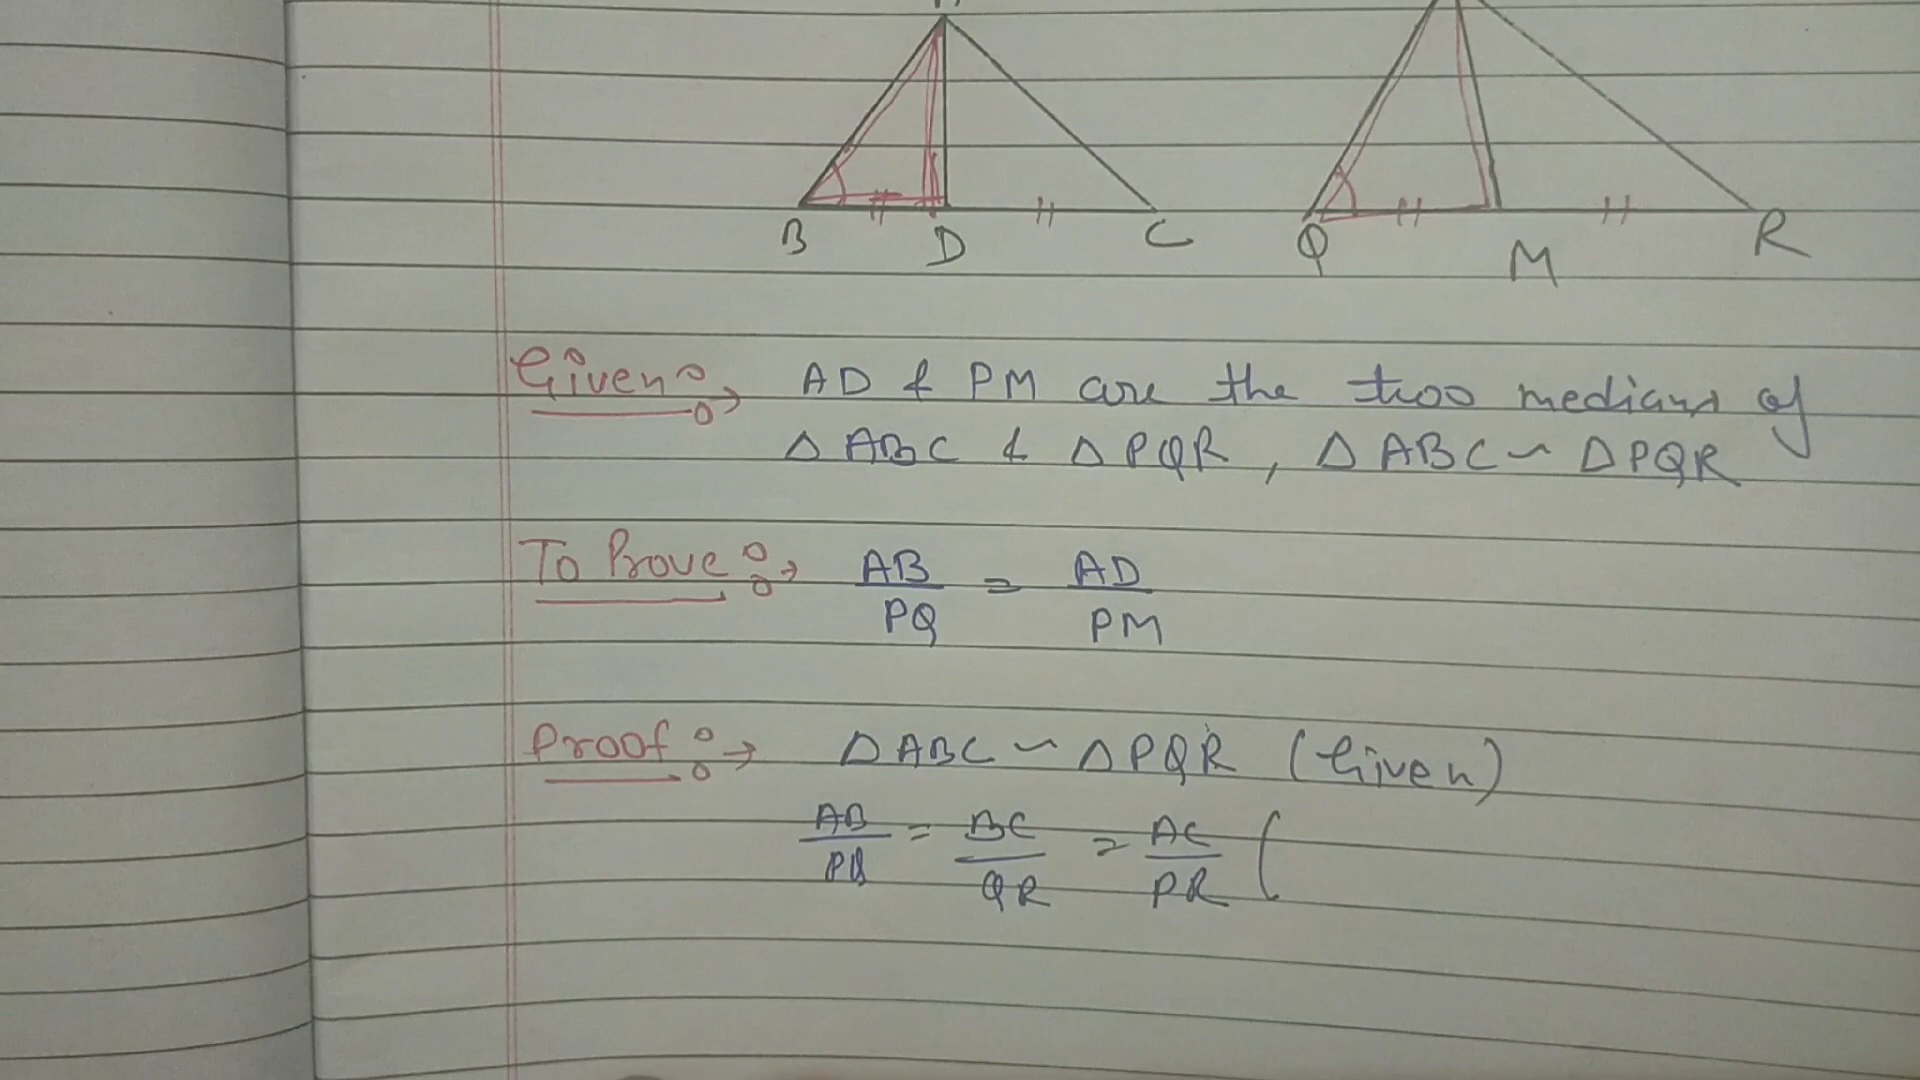 B D C Q M R
Given :→ AD & PM are the two medians of
△ ABC & △ PQR , △ ABC ~ △ PQR
To Prove :→ AB/PQ = AD/PM
Proof :→ △ ABC ~ △ PQR (Given)
AB/PQ = BC/QR = AC/PR (